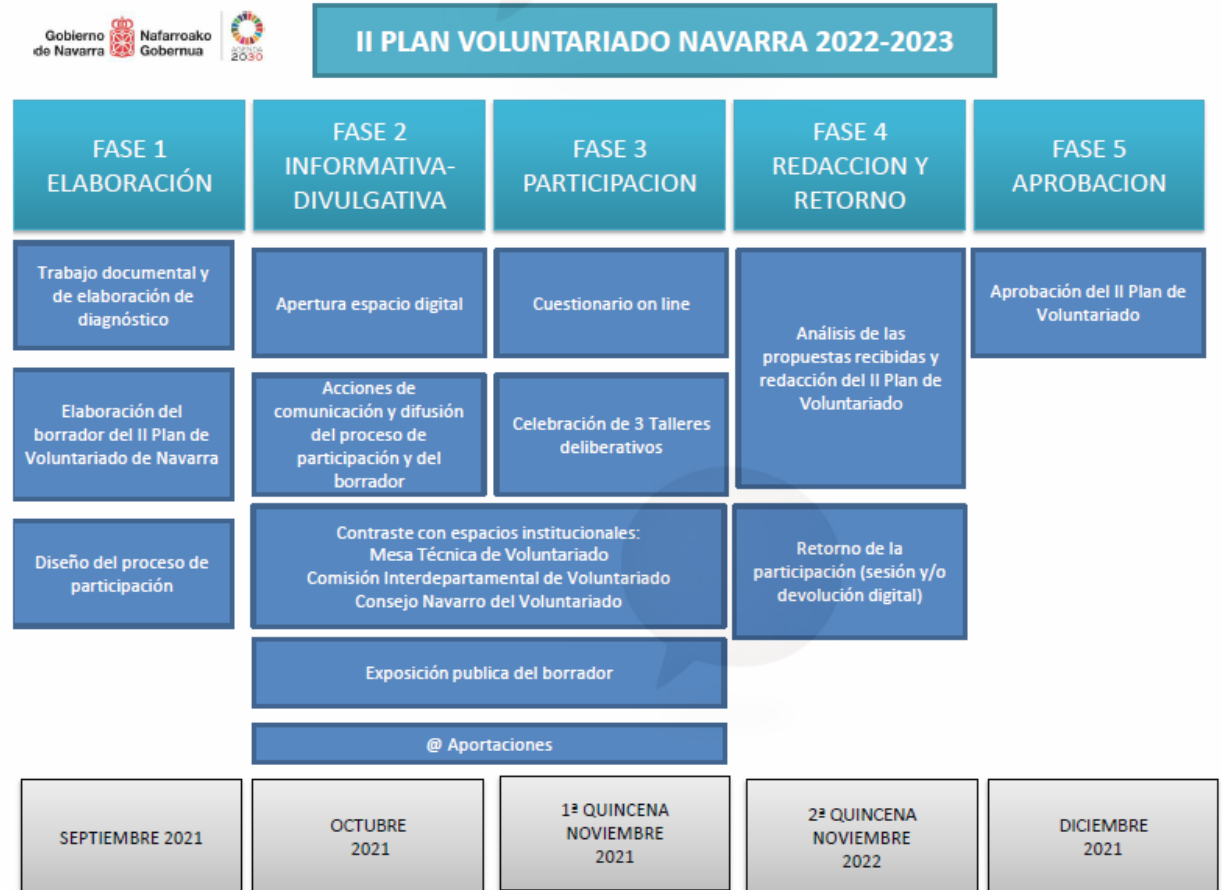 Gobierno
de Navarra
Nafarroako
Gobernua
AGENDA
2030
II PLAN VOLUNTARIADO NAVARRA 2022-2023
FASE 1
ELABORACIÓN
FASE 2
INFORMATIVA-
DIVULGATIVA
FASE 3
PARTICIPACION
FASE 4
REDACCION Y
RETORNO
FASE 5
APROBACION
Trabajo documental y
de elaboración de
diagnóstico
Elaboración del
borrador del II Plan de
Voluntariado de Navarra
Diseño del proceso de
participación
Apertura espacio digital
Acciones de
comunicación y difusión
del proceso de
participación y del
borrador
Cuestionario on line
Celebración de 3 Talleres
deliberativos
Contraste con espacios institucionales:
Mesa Técnica de Voluntariado
Comisión Interdepartamental de Voluntariado
Consejo Navarro del Voluntariado
Exposición publica del borrador
@ Aportaciones
Análisis de las
propuestas recibidas y
redacción del II Plan de
Voluntariado
Retorno de la
participación (sesión y/o
devolución digital)
Aprobación del II Plan de
Voluntariado
SEPTIEMBRE 2021
OCTUBRE
2021
1ª QUINCENA
NOVIEMBRE
2021
2ª QUINCENA
NOVIEMBRE
2022
DICIEMBRE
2021